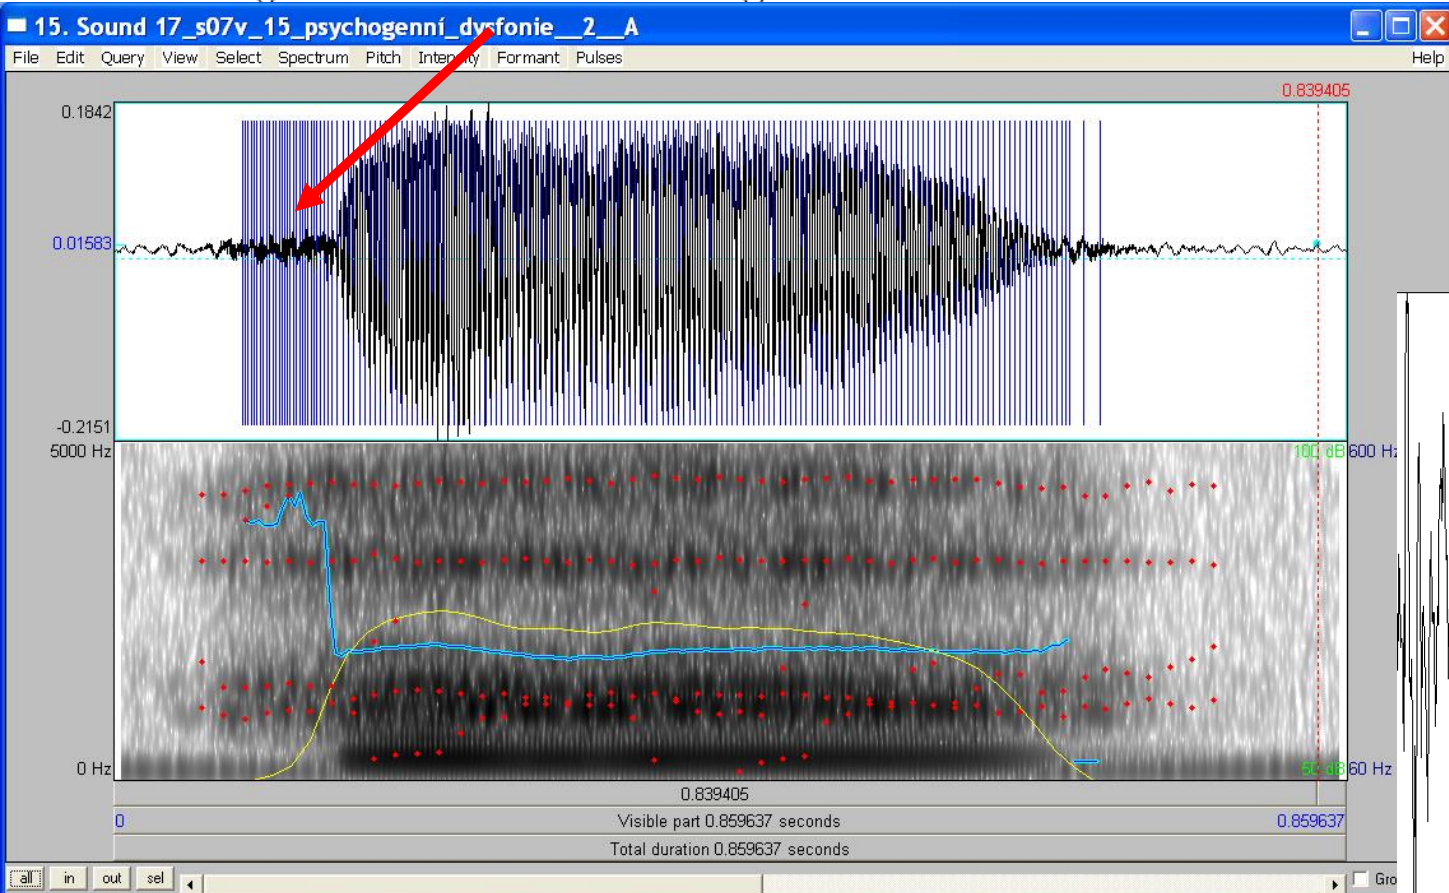 15. Sound 17_s07v_15_psychogenní_dysfonie__2__A
File Edit Query View Select Spectrum Pitch Intensity Formant Pulses Help
0.839405
0.1842
0.01583
-0.2151
5000 Hz 100 dB 600 Hz
0 Hz 50 dB 60 Hz
0.839405
0 Visible part 0.859637 seconds 0.859637
Total duration 0.859637 seconds
all in out sel Gro